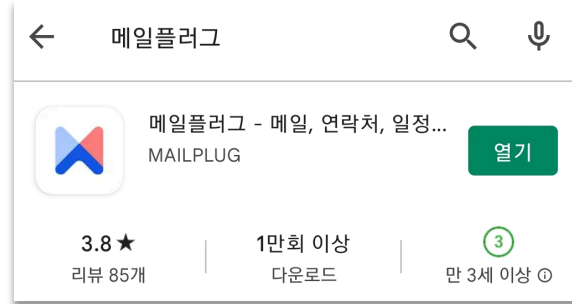 메일플러그
메일플러그 - 메일, 연락처, 일정...
MAILPLUG
열기
3.8 ★
리뷰 85개
1만회 이상
다운로드
3
만 3세 이상 ⓘ